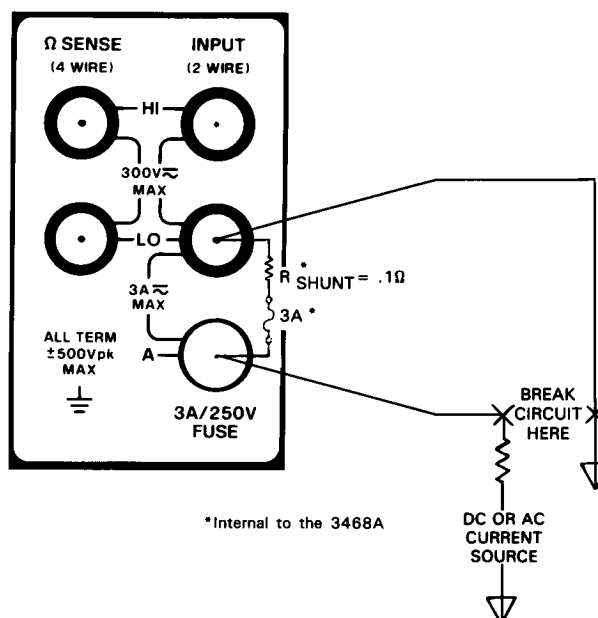 Ω SENSE
(4 WIRE)
INPUT
(2 WIRE)
HI
300V⎓~
MAX
LO
R* SHUNT = .1Ω
3A⎓~
MAX
3A*
ALL TERM
±500Vpk
MAX
A
3A/250V
FUSE
BREAK
CIRCUIT
HERE
*Internal to the 3468A
DC OR AC
CURRENT
SOURCE